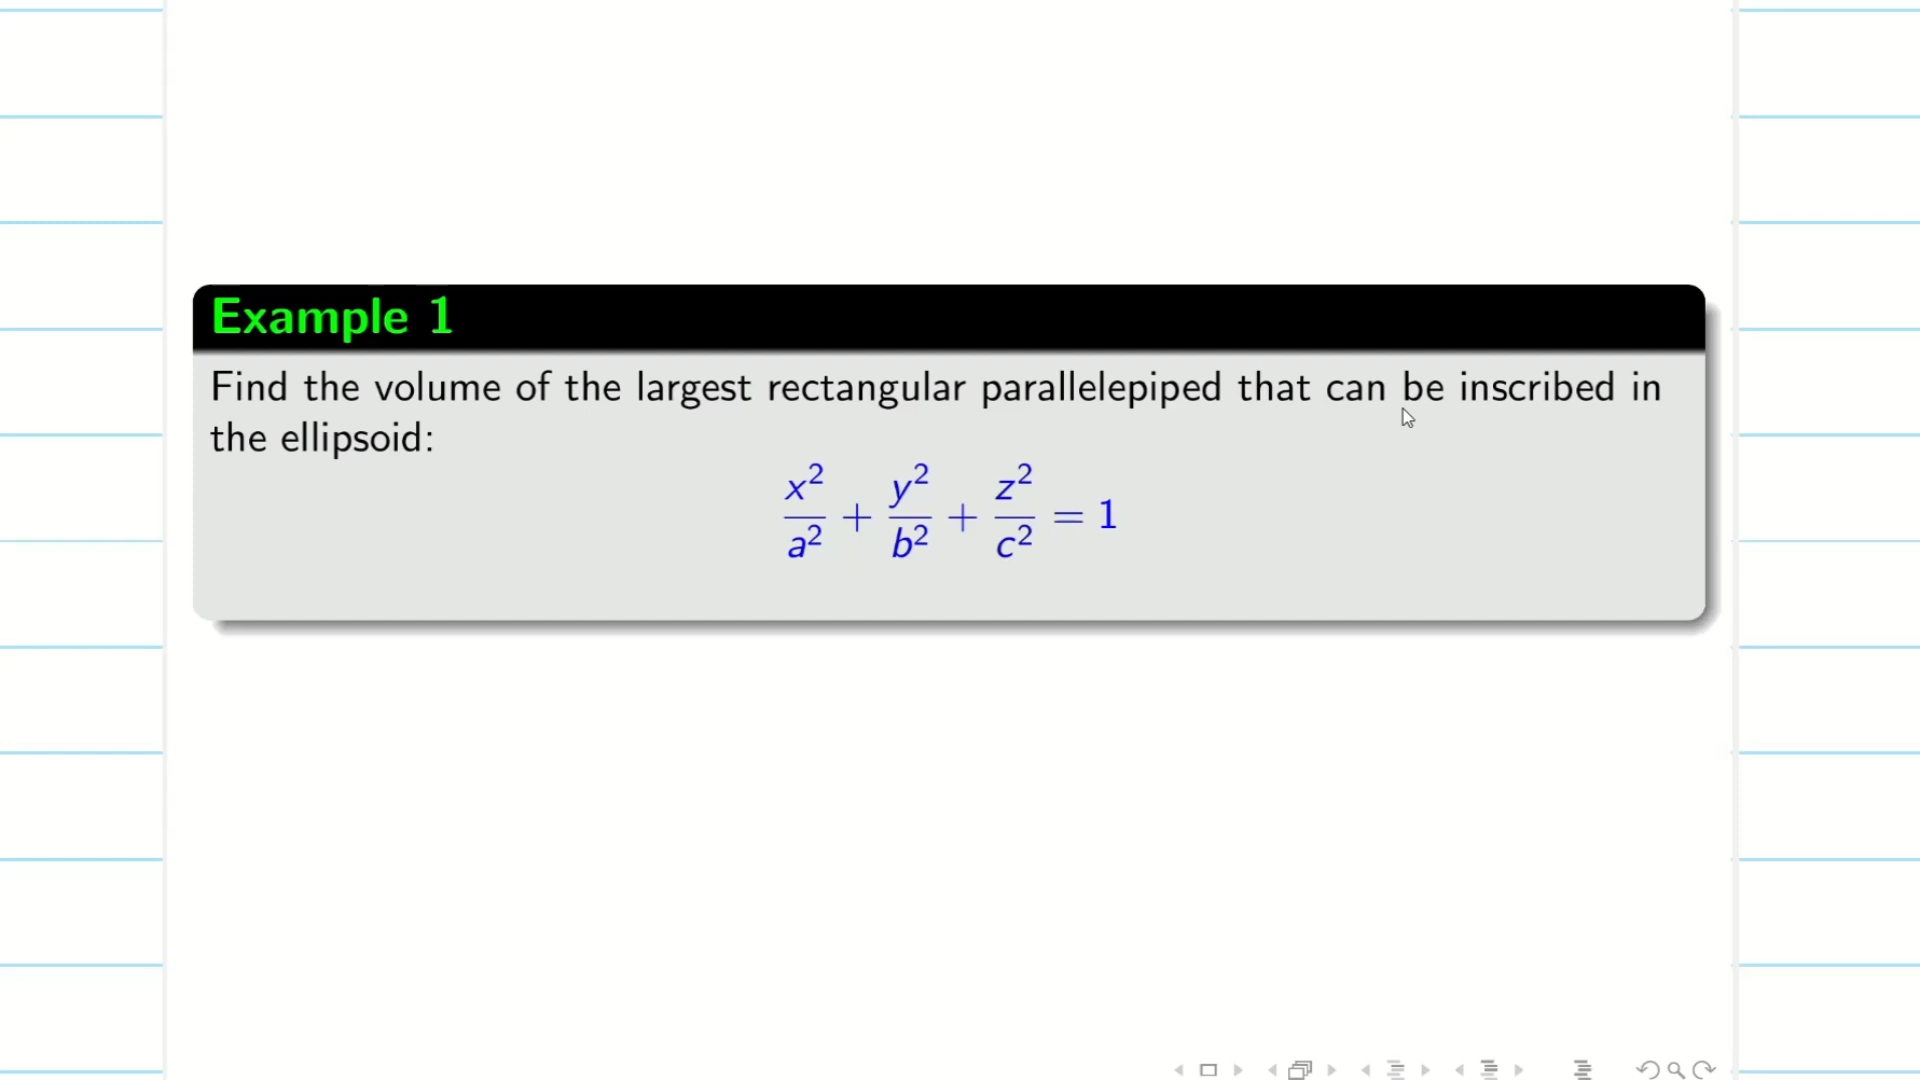 Example 1
Find the volume of the largest rectangular parallelepiped that can be inscribed in
the ellipsoid:
x²/a² + y²/b² + z²/c² = 1